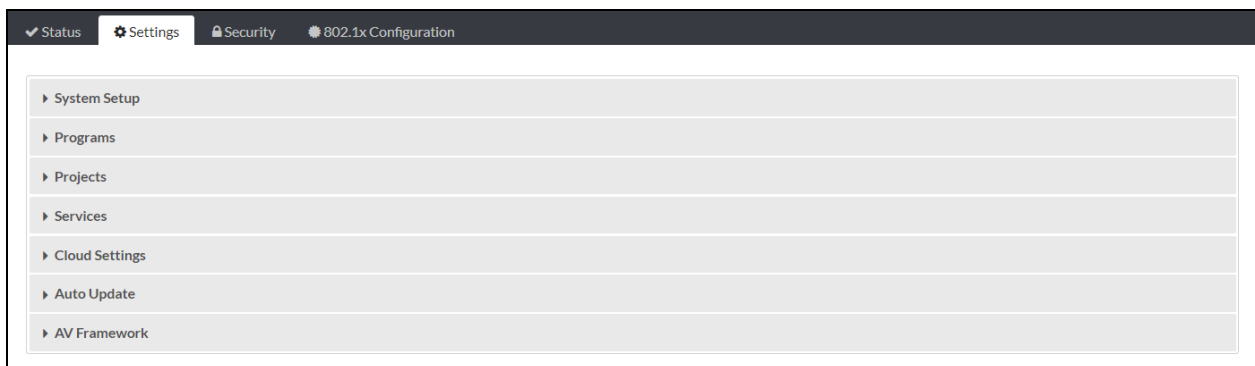 Status Settings Security 802.1x Configuration
System Setup
Programs
Projects
Services
Cloud Settings
Auto Update
AV Framework